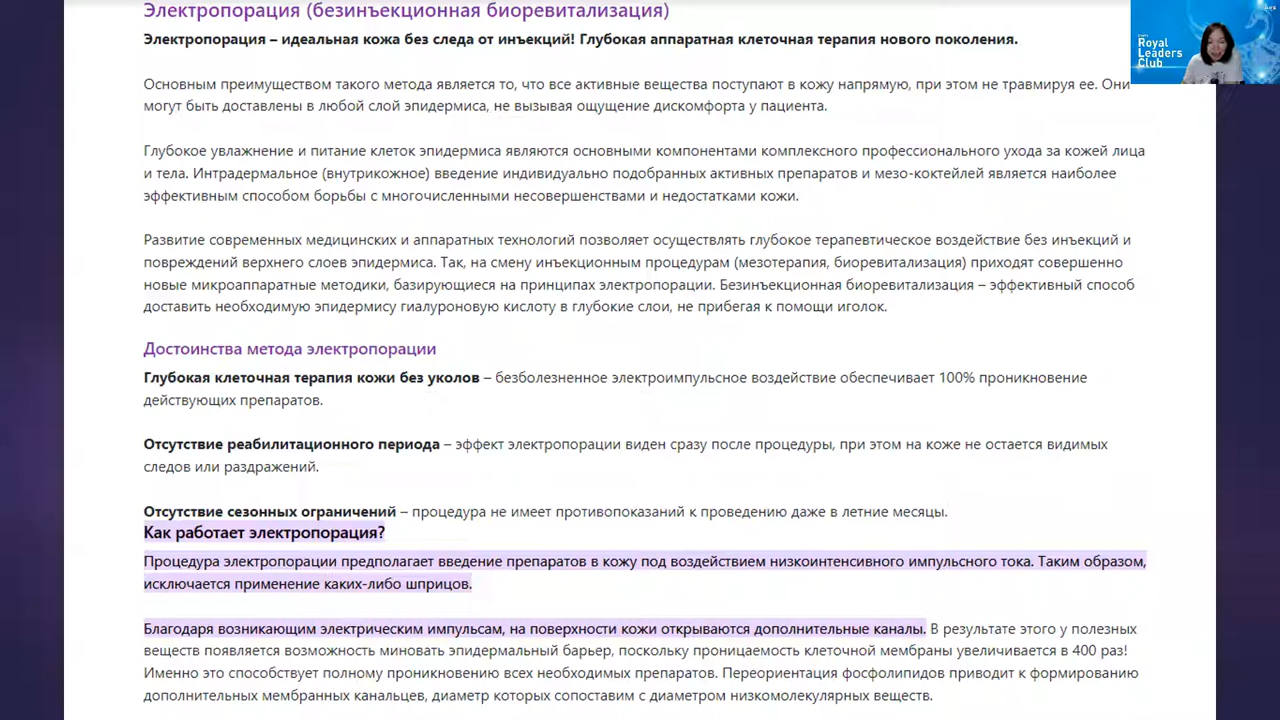 Электропорация (безинъекционная биоревитализация)
Электропорация – идеальная кожа без следа от инъекций! Глубокая аппаратная клеточная терапия нового поколения.
Основным преимуществом такого метода является то, что все активные вещества поступают в кожу напрямую, при этом не травмируя ее. Они
могут быть доставлены в любой слой эпидермиса, не вызывая ощущение дискомфорта у пациента.
Глубокое увлажнение и питание клеток эпидермиса являются основными компонентами комплексного профессионального ухода за кожей лица
и тела. Интрадермальное (внутрикожное) введение индивидуально подобранных активных препаратов и мезо-коктейлей является наиболее
эффективным способом борьбы с многочисленными несовершенствами и недостатками кожи.
Развитие современных медицинских и аппаратных технологий позволяет осуществлять глубокое терапевтическое воздействие без инъекций и
повреждений верхнего слоев эпидермиса. Так, на смену инъекционным процедурам (мезотерапия, биоревитализация) приходят совершенно
новые микроаппаратные методики, базирующиеся на принципах электропорации. Безинъекционная биоревитализация – эффективный способ
доставить необходимую эпидермису гиалуроновую кислоту в глубокие слои, не прибегая к помощи иголок.
Достоинства метода электропорации
Глубокая клеточная терапия кожи без уколов – безболезненное электроимпульсное воздействие обеспечивает 100% проникновение
действующих препаратов.
Отсутствие реабилитационного периода – эффект электропорации виден сразу после процедуры, при этом на коже не остается видимых
следов или раздражений.
Отсутствие сезонных ограничений – процедура не имеет противопоказаний к проведению даже в летние месяцы.
Как работает электропорация?
Процедура электропорации предполагает введение препаратов в кожу под воздействием низкоинтенсивного импульсного тока. Таким образом,
исключается применение каких-либо шприцов.
Благодаря возникающим электрическим импульсам, на поверхности кожи открываются дополнительные каналы. В результате этого у полезных
веществ появляется возможность миновать эпидермальный барьер, поскольку проницаемость клеточной мембраны увеличивается в 400 раз!
Именно это способствует полному проникновению всех необходимых препаратов. Переориентация фосфолипидов приводит к формированию
дополнительных мембранных канальцев, диаметр которых сопоставим с диаметром низкомолекулярных веществ.
Royal
Leaders
Club